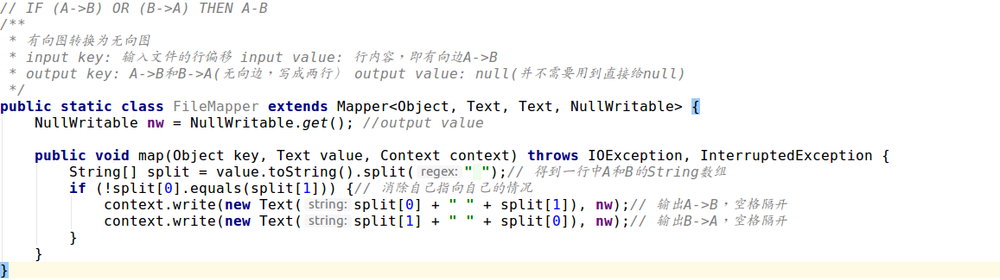 // IF (A->B) OR (B->A) THEN A-B
/**
 * 有向图转换为无向图
 * input key: 输入文件的行偏移 input value: 行内容，即有向边A->B
 * output key: A->B和B->A(无向边，写成两行） output value: null(并不需要用到直接给null)
 */
public static class FileMapper extends Mapper<Object, Text, Text, NullWritable> {
    NullWritable nw = NullWritable.get(); //output value
    public void map(Object key, Text value, Context context) throws IOException, InterruptedException {
        String[] split = value.toString().split( regex: " ");// 得到一行中A和B的String数组
        if (!split[0].equals(split[1])) {// 消除自己指向自己的情况
            context.write(new Text( string: split[0] + " " + split[1]), nw);// 输出A->B，空格隔开
            context.write(new Text( string: split[1] + " " + split[0]), nw);// 输出B->A，空格隔开
        }
    }
}